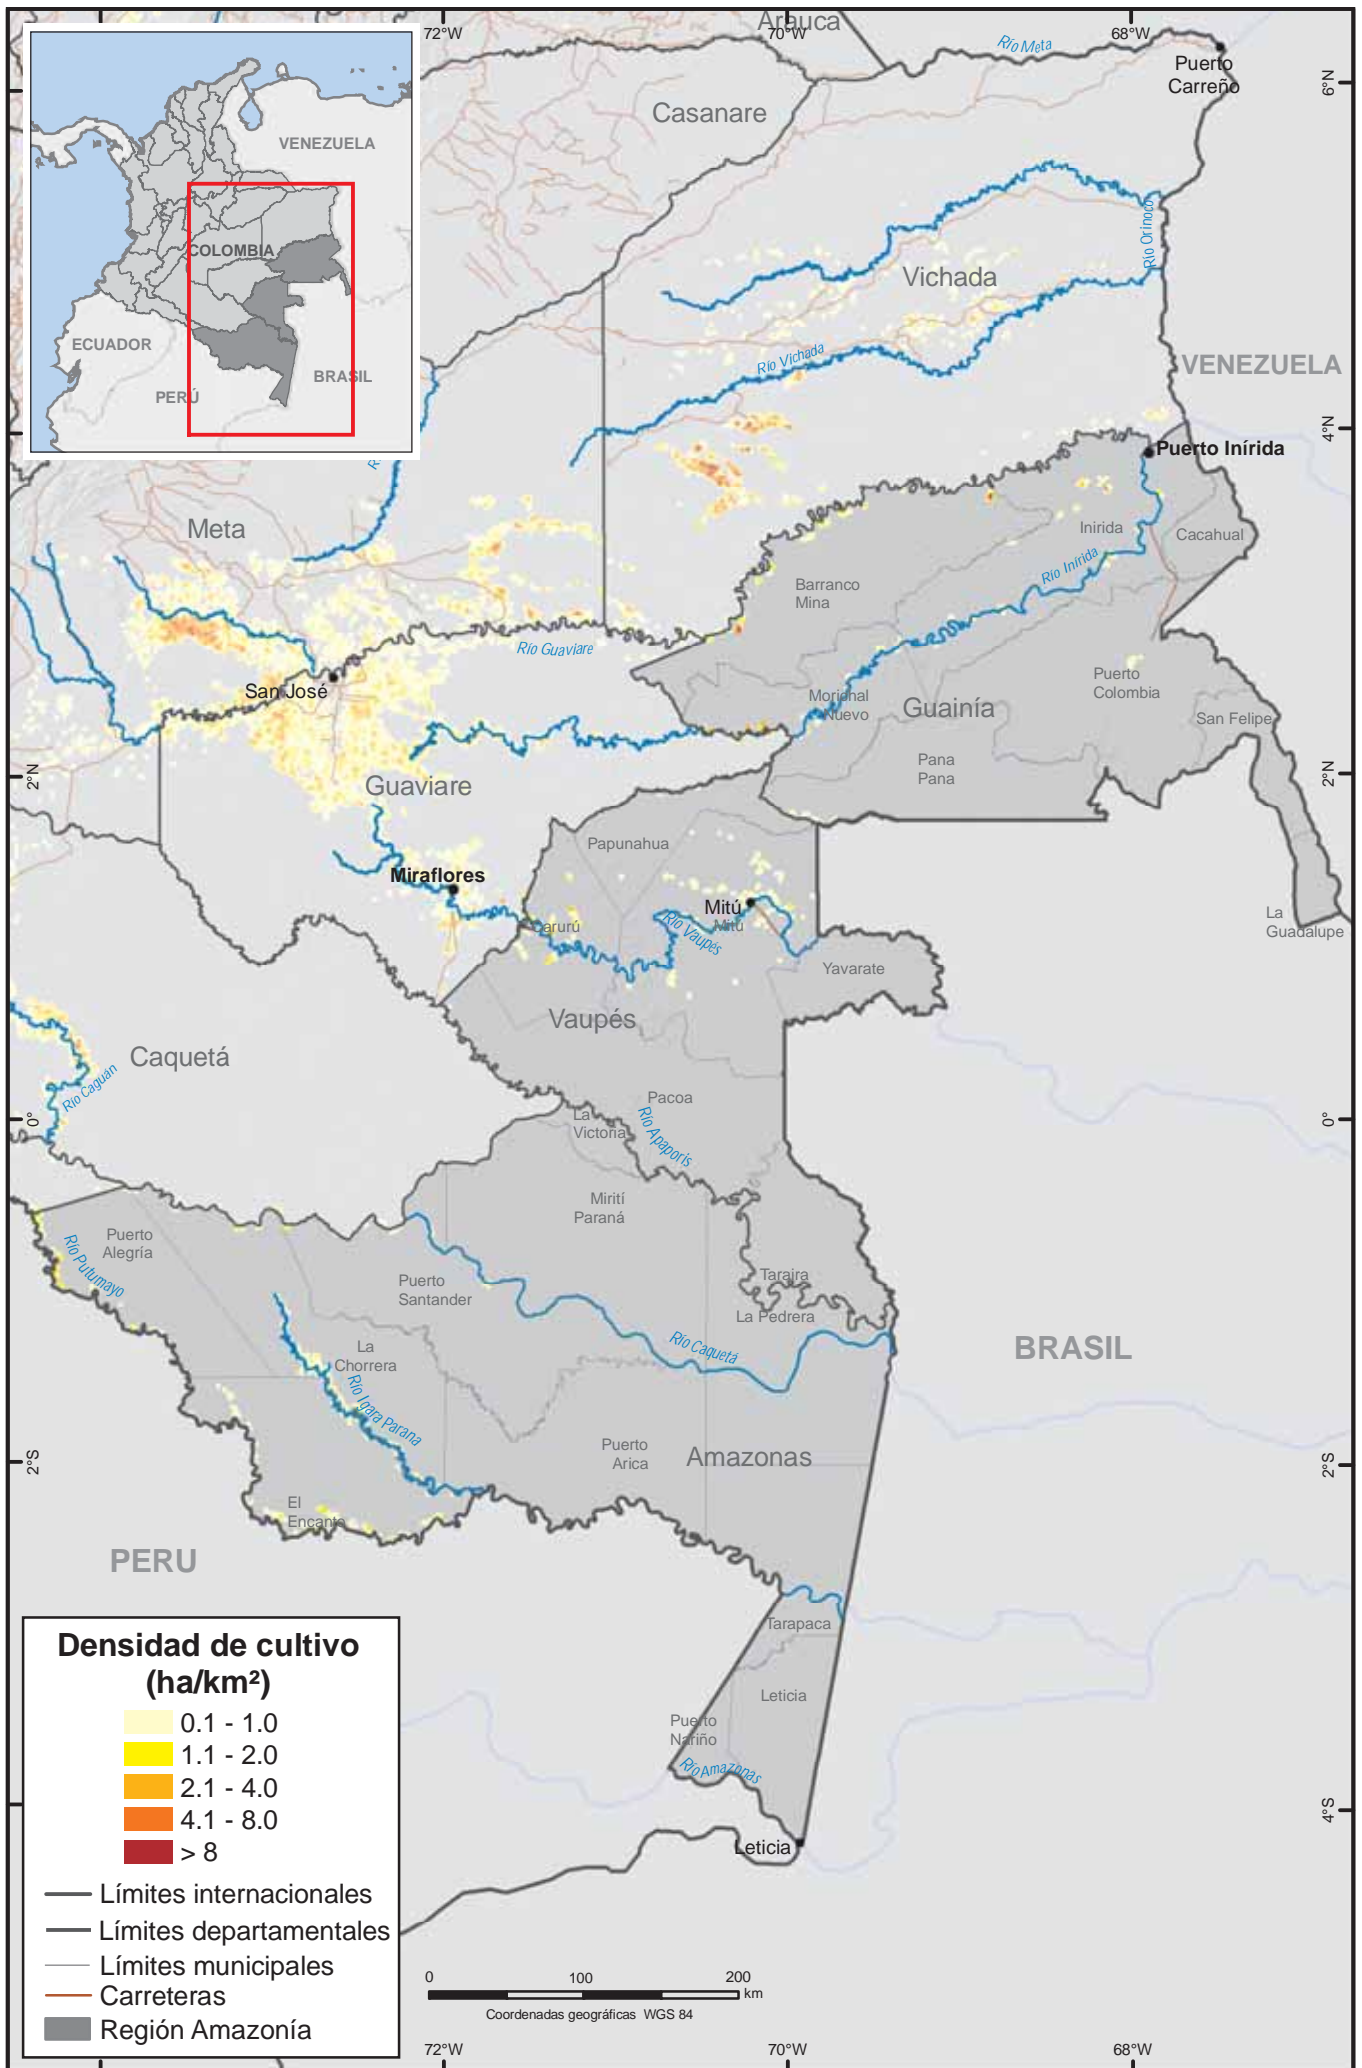 Arauca
72°W
70°W
68°W
Río Meta
Puerto
Carreño
6°N
Casanare
VENEZUELA
COLOMBIA
ECUADOR
PERÚ
BRASIL
Río Orinoco
Vichada
Río Vichada
VENEZUELA
4°N
Puerto Inírida
Meta
Inirida
Cacahual
Río Inírida
Barranco
Mina
Río Guaviare
San José
Puerto
Colombia
Morichal
Nuevo
Guainía
San Felipe
Pana
Pana
2°N
2°N
Guaviare
Papunahua
Miraflores
Mitú
Mitú
Carurú
Río Vaupés
La
Guadalupe
Yavarate
Vaupés
Caquetá
Río Caguán
Pacoa
La
Victoria
Río Apaporis
0°
0°
Mirití
Paraná
Puerto
Alegría
Río Putumayo
Puerto
Santander
Taraira
La Pedrera
La
Chorrera
Río Caquetá
BRASIL
Río Igara Parana
Puerto
Arica
Amazonas
2°S
2°S
El
Encanto
PERU
Tarapaca
Leticia
Puerto
Nariño
Río Amazonas
4°S
Leticia
Densidad de cultivo
(ha/km²)
0.1 - 1.0
1.1 - 2.0
2.1 - 4.0
4.1 - 8.0
> 8
Límites internacionales
Límites departamentales
Límites municipales
Carreteras
Región Amazonía
0 100 200
km
Coordenadas geográficas WGS 84
72°W
70°W
68°W